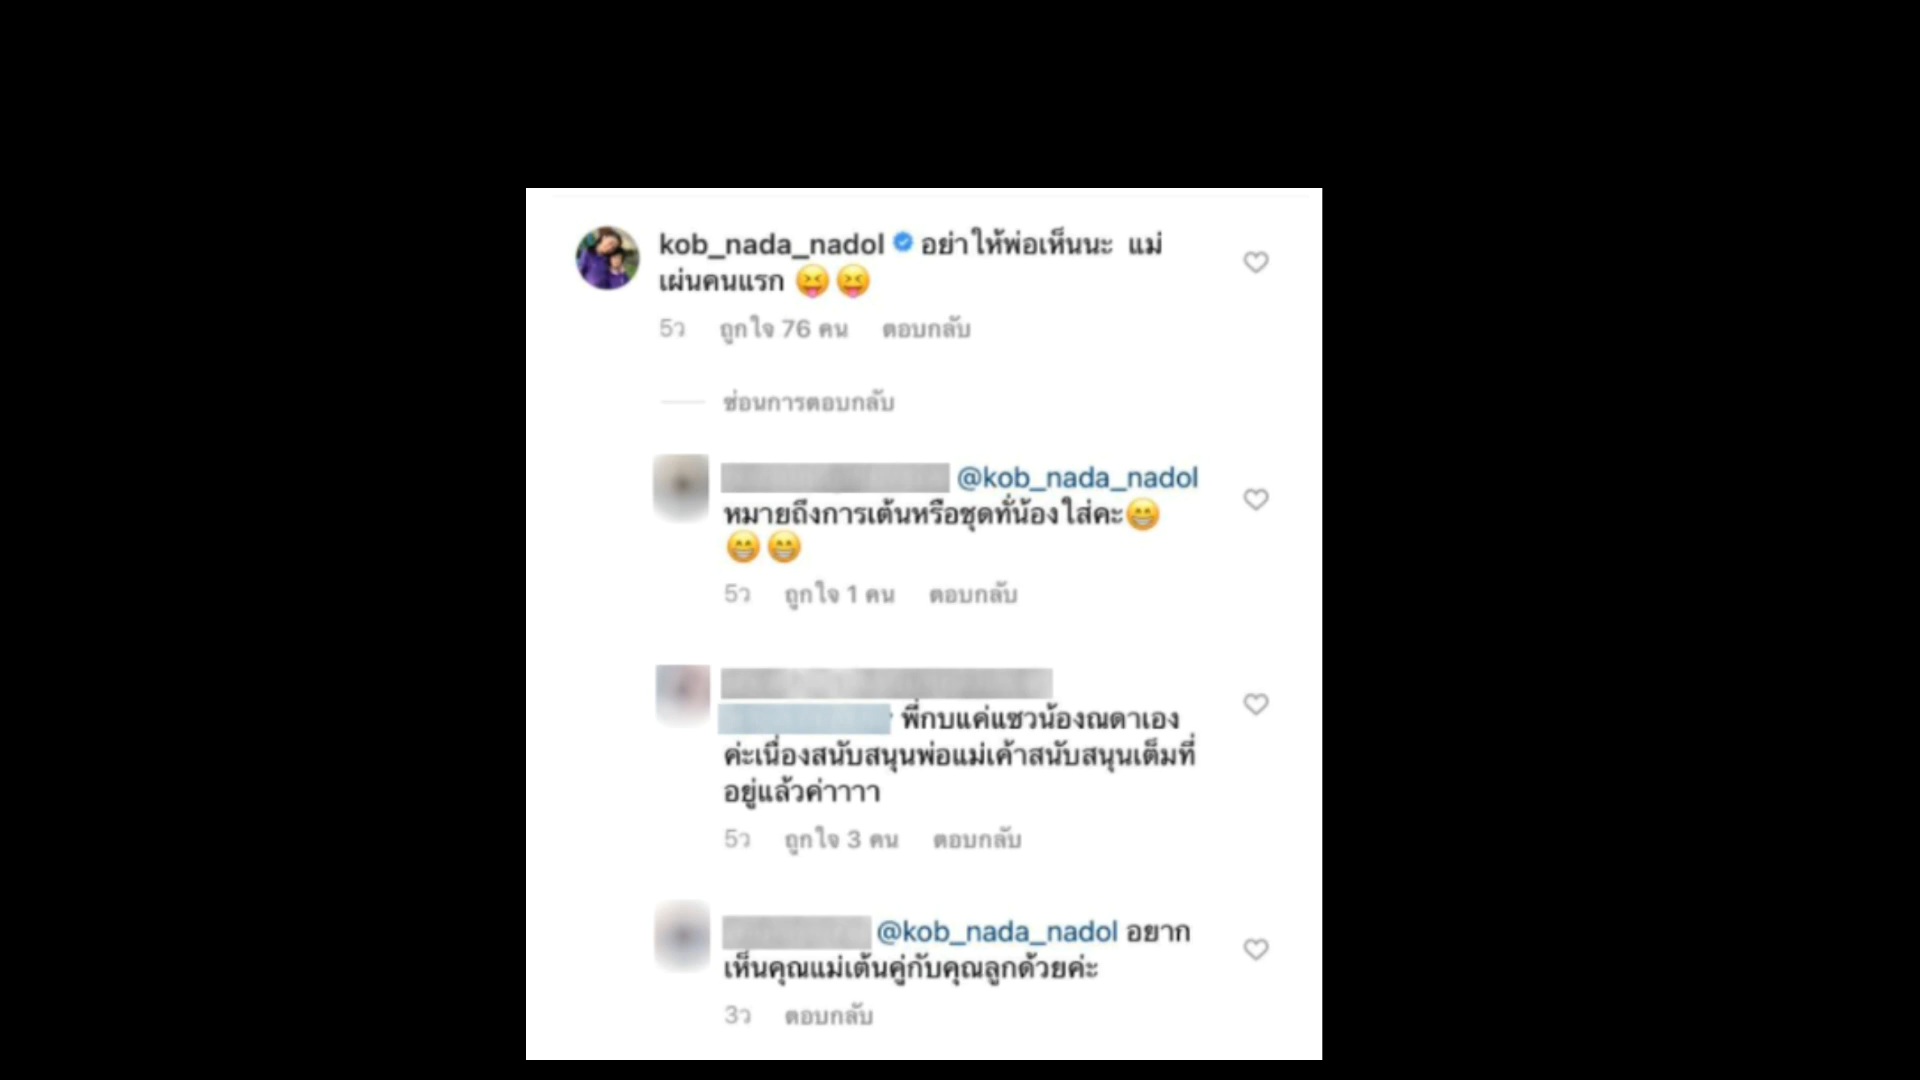 kob_nada_nadol อย่าให้พ่อเห็นนะ แม่
เผ่นคนแรก 😝😝
5ว ถูกใจ 76 คน ตอบกลับ
ซ่อนการตอบกลับ
@kob_nada_nadol
หมายถึงการเต้นหรือชุดทั่น้องใส่คะ😁
😁😁
5ว ถูกใจ 1 คน ตอบกลับ
พี่กบแค่แซวน้องณดาเอง
ค่ะเนื่องสนับสนุนพ่อแม่เค้าสนับสนุนเต็มที่
อยู่แล้วค่าาาา
5ว ถูกใจ 3 คน ตอบกลับ
@kob_nada_nadol อยาก
เห็นคุณแม่เต้นคู่กับคุณลูกด้วยค่ะ
3ว ตอบกลับ